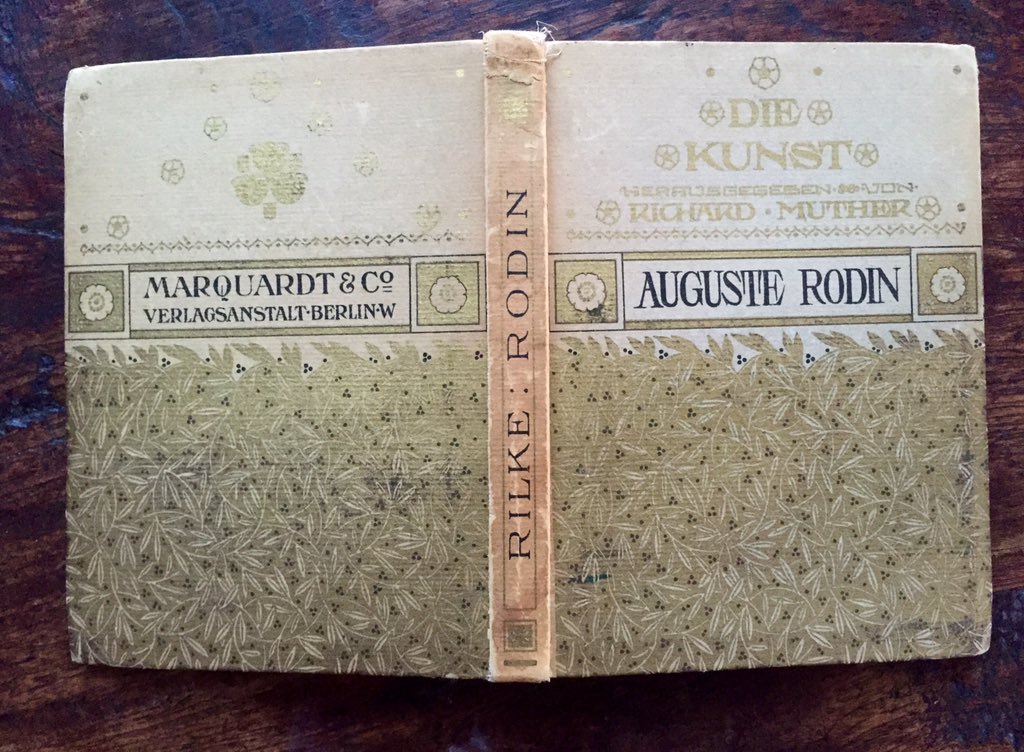 MARQUARDT & Co
VERLAGSANSTALT·BERLIN·W
RILKE: RODIN
DIE
KUNST
HERAUSGEGEBEN VON
RICHARD · MUTHER
AUGUSTE RODIN